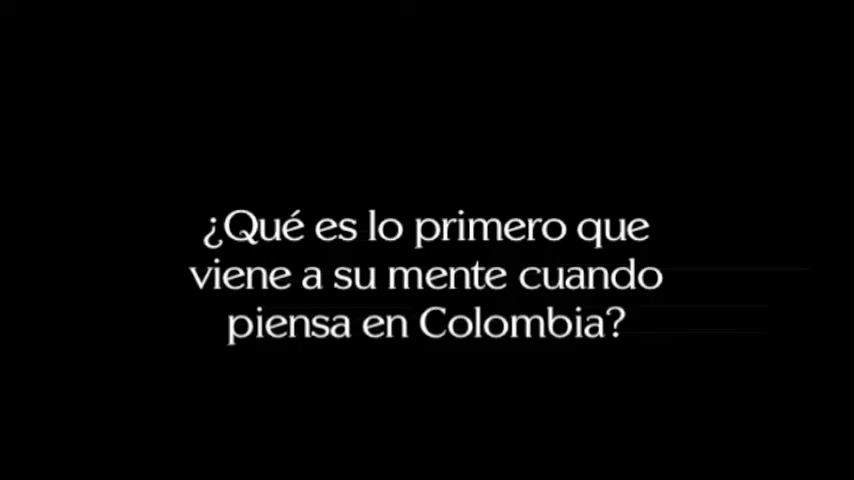 ¿Qué es lo primero que
viene a su mente cuando
piensa en Colombia?